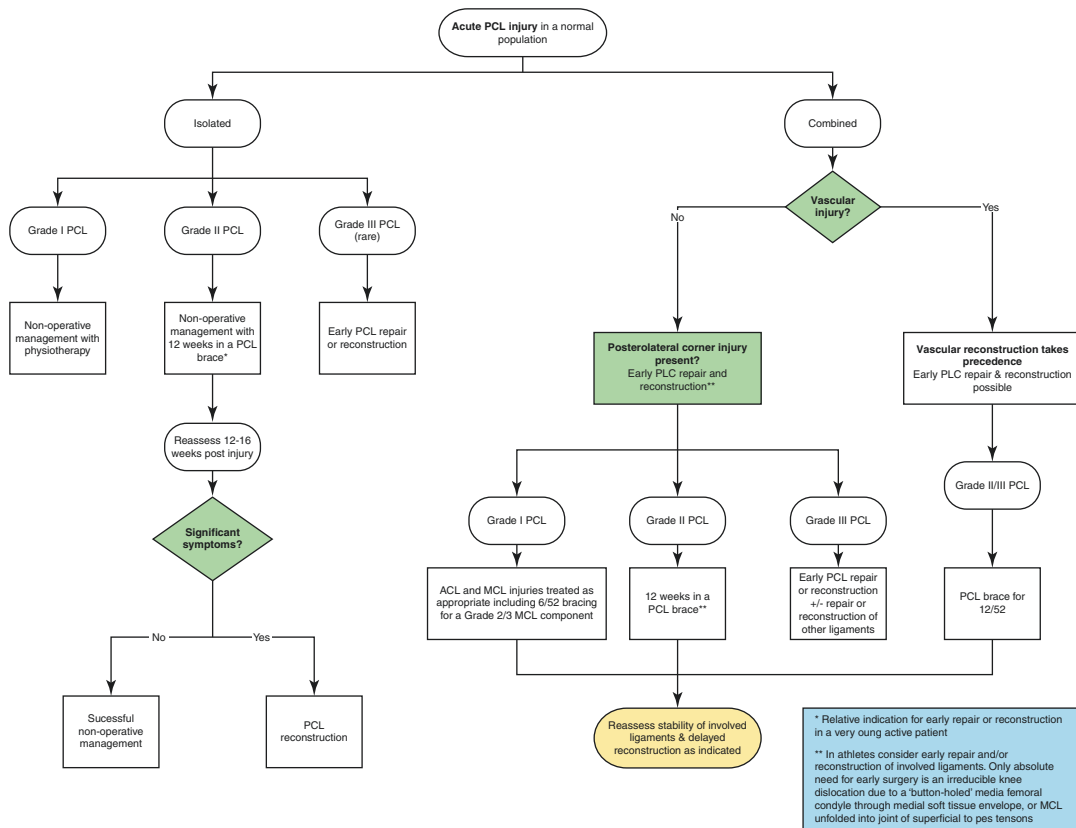 Acute PCL injury in a normal
population
Isolated
Combined
Vascular
injury?
No
Yes
Grade I PCL
Grade II PCL
Grade III PCL
(rare)
Non-operative
management with
physiotherapy
Non-operative
management with
12 weeks in a PCL
brace*
Early PCL repair
or reconstruction
Posterolateral corner injury
present?
Early PLC repair and
reconstruction**
Vascular reconstruction takes
precedence
Early PLC repair & reconstruction
possible
Reassess 12-16
weeks post injury
Grade II/III PCL
Significant
symptoms?
Grade I PCL
Grade II PCL
Grade III PCL
ACL and MCL injuries treated as
appropriate including 6/52 bracing
for a Grade 2/3 MCL component
12 weeks in a
PCL brace**
Early PCL repair
or reconstruction
+/- repair or
reconstruction of
other ligaments
PCL brace for
12/52
No
Yes
Sucessful
non-operative
management
PCL
reconstruction
Reassess stability of involved
ligaments & delayed
reconstruction as indicated
* Relative indication for early repair or reconstruction
in a very oung active patient
** In athletes consider early repair and/or
reconstruction of involved ligaments. Only absolute
need for early surgery is an irreducible knee
dislocation due to a 'button-holed' media femoral
condyle through medial soft tissue envelope, or MCL
unfolded into joint of superficial to pes tensons